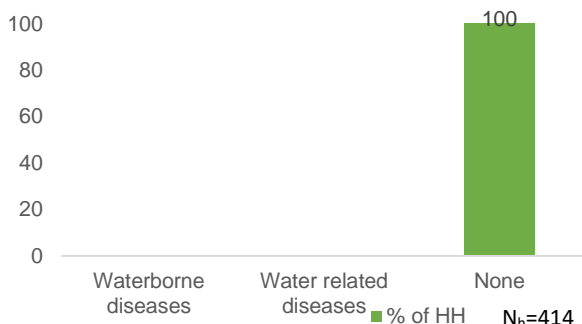 100
100
80
60
40
20
0
Waterborne diseases
Water related diseases
None
% of HH
Nₕ=414